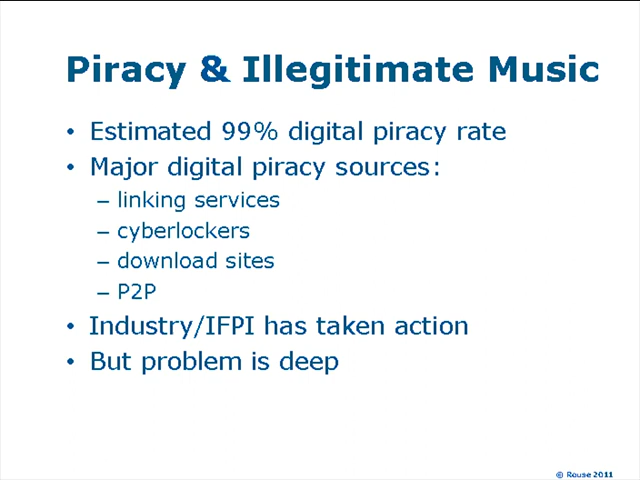 Piracy & Illegitimate Music
• Estimated 99% digital piracy rate
• Major digital piracy sources:
– linking services
– cyberlockers
– download sites
– P2P
• Industry/IFPI has taken action
• But problem is deep
© Rouse 2011